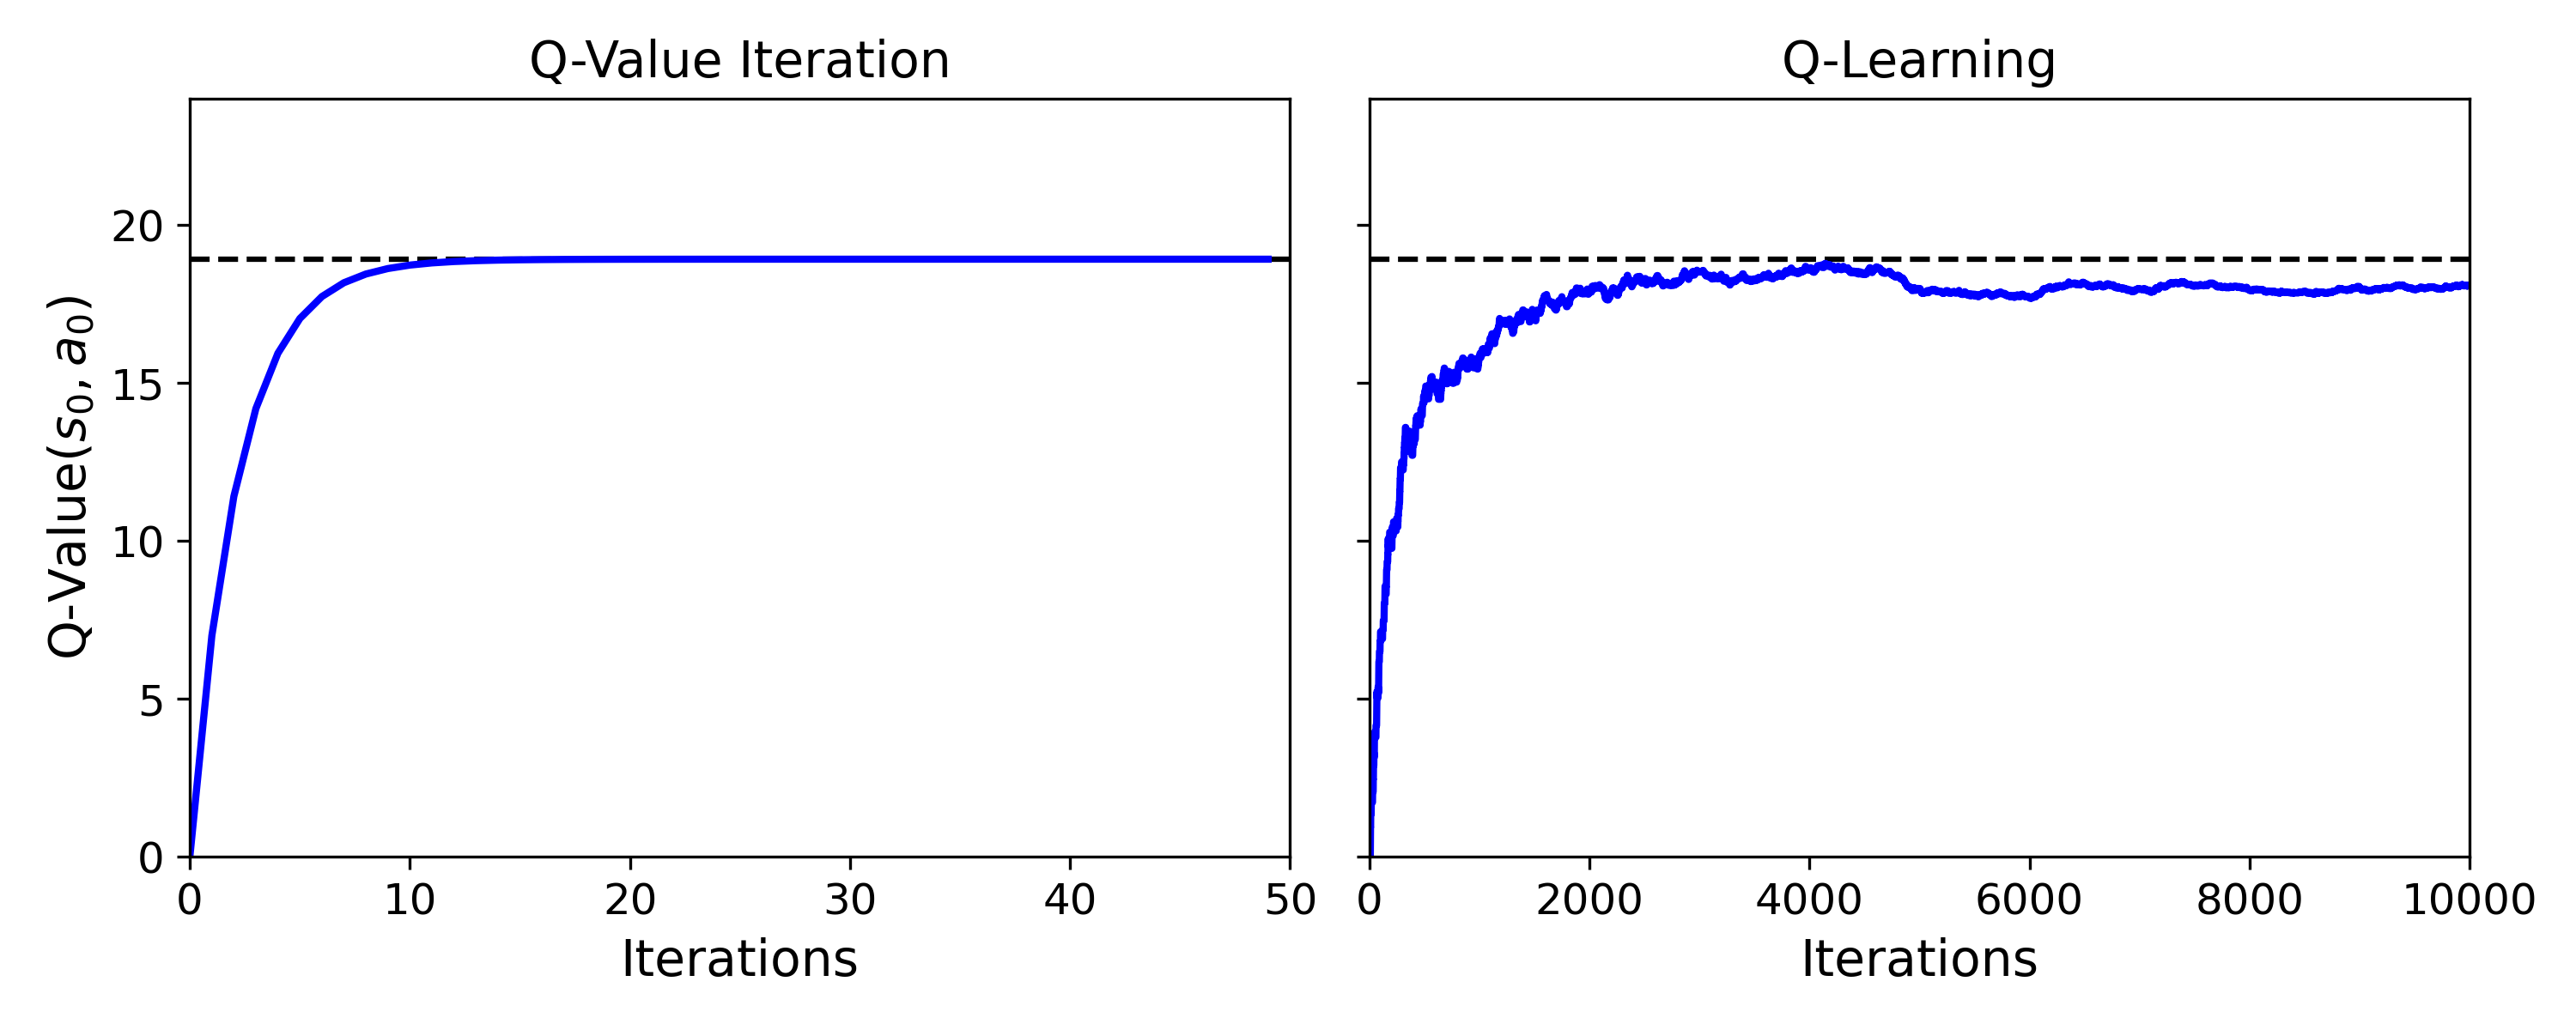 Q-Value Iteration
Q-Learning
Q-Value(s₀, a₀)
20
15
10
5
0
0 10 20 30 40 50
0 2000 4000 6000 8000 10000
Iterations
Iterations